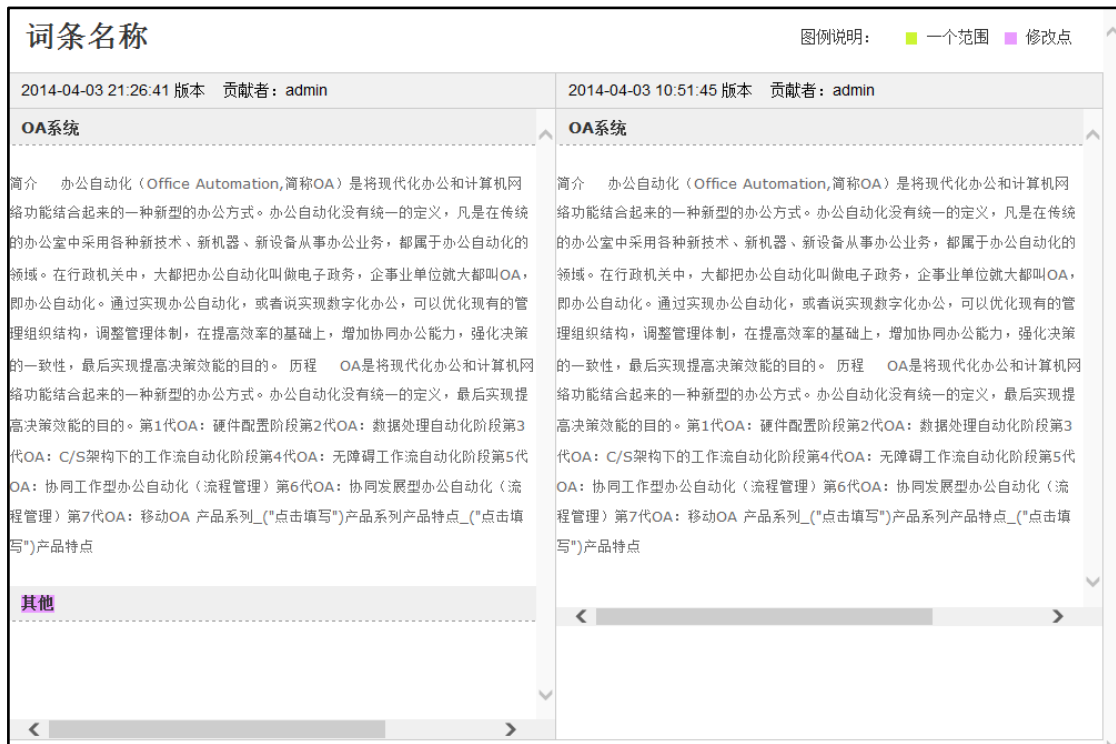 词条名称
图例说明： 一个范围 修改点
2014-04-03 21:26:41 版本 贡献者：admin
OA系统
简介 办公自动化（Office Automation,简称OA）是将现代化办公和计算机网
络功能结合起来的一种新型的办公方式。办公自动化没有统一的定义，凡是在传统
的办公室中采用各种新技术、新机器、新设备从事办公业务，都属于办公自动化的
领域。在行政机关中，大都把办公自动化叫做电子政务，企事业单位就大都叫OA，
即办公自动化。通过实现办公自动化，或者说实现数字化办公，可以优化现有的管
理组织结构，调整管理体制，在提高效率的基础上，增加协同办公能力，强化决策
的一致性，最后实现提高决策效能的目的。 历程 OA是将现代化办公和计算机网
络功能结合起来的一种新型的办公方式。办公自动化没有统一的定义，最后实现提
高决策效能的目的。第1代OA：硬件配置阶段第2代OA：数据处理自动化阶段第3
代OA：C/S架构下的工作流自动化阶段第4代OA：无障碍工作流自动化阶段第5代
OA：协同工作型办公自动化（流程管理）第6代OA：协同发展型办公自动化（流
程管理）第7代OA：移动OA 产品系列_("点击填写")产品系列产品特点_("点击填
写")产品特点
其他
2014-04-03 10:51:45 版本 贡献者：admin
OA系统
简介 办公自动化（Office Automation,简称OA）是将现代化办公和计算机网
络功能结合起来的一种新型的办公方式。办公自动化没有统一的定义，凡是在传统
的办公室中采用各种新技术、新机器、新设备从事办公业务，都属于办公自动化的
领域。在行政机关中，大都把办公自动化叫做电子政务，企事业单位就大都叫OA，
即办公自动化。通过实现办公自动化，或者说实现数字化办公，可以优化现有的管
理组织结构，调整管理体制，在提高效率的基础上，增加协同办公能力，强化决策
的一致性，最后实现提高决策效能的目的。 历程 OA是将现代化办公和计算机网
络功能结合起来的一种新型的办公方式。办公自动化没有统一的定义，最后实现提
高决策效能的目的。第1代OA：硬件配置阶段第2代OA：数据处理自动化阶段第3
代OA：C/S架构下的工作流自动化阶段第4代OA：无障碍工作流自动化阶段第5代
OA：协同工作型办公自动化（流程管理）第6代OA：协同发展型办公自动化（流
程管理）第7代OA：移动OA 产品系列_("点击填写")产品系列产品特点_("点击填
写")产品特点